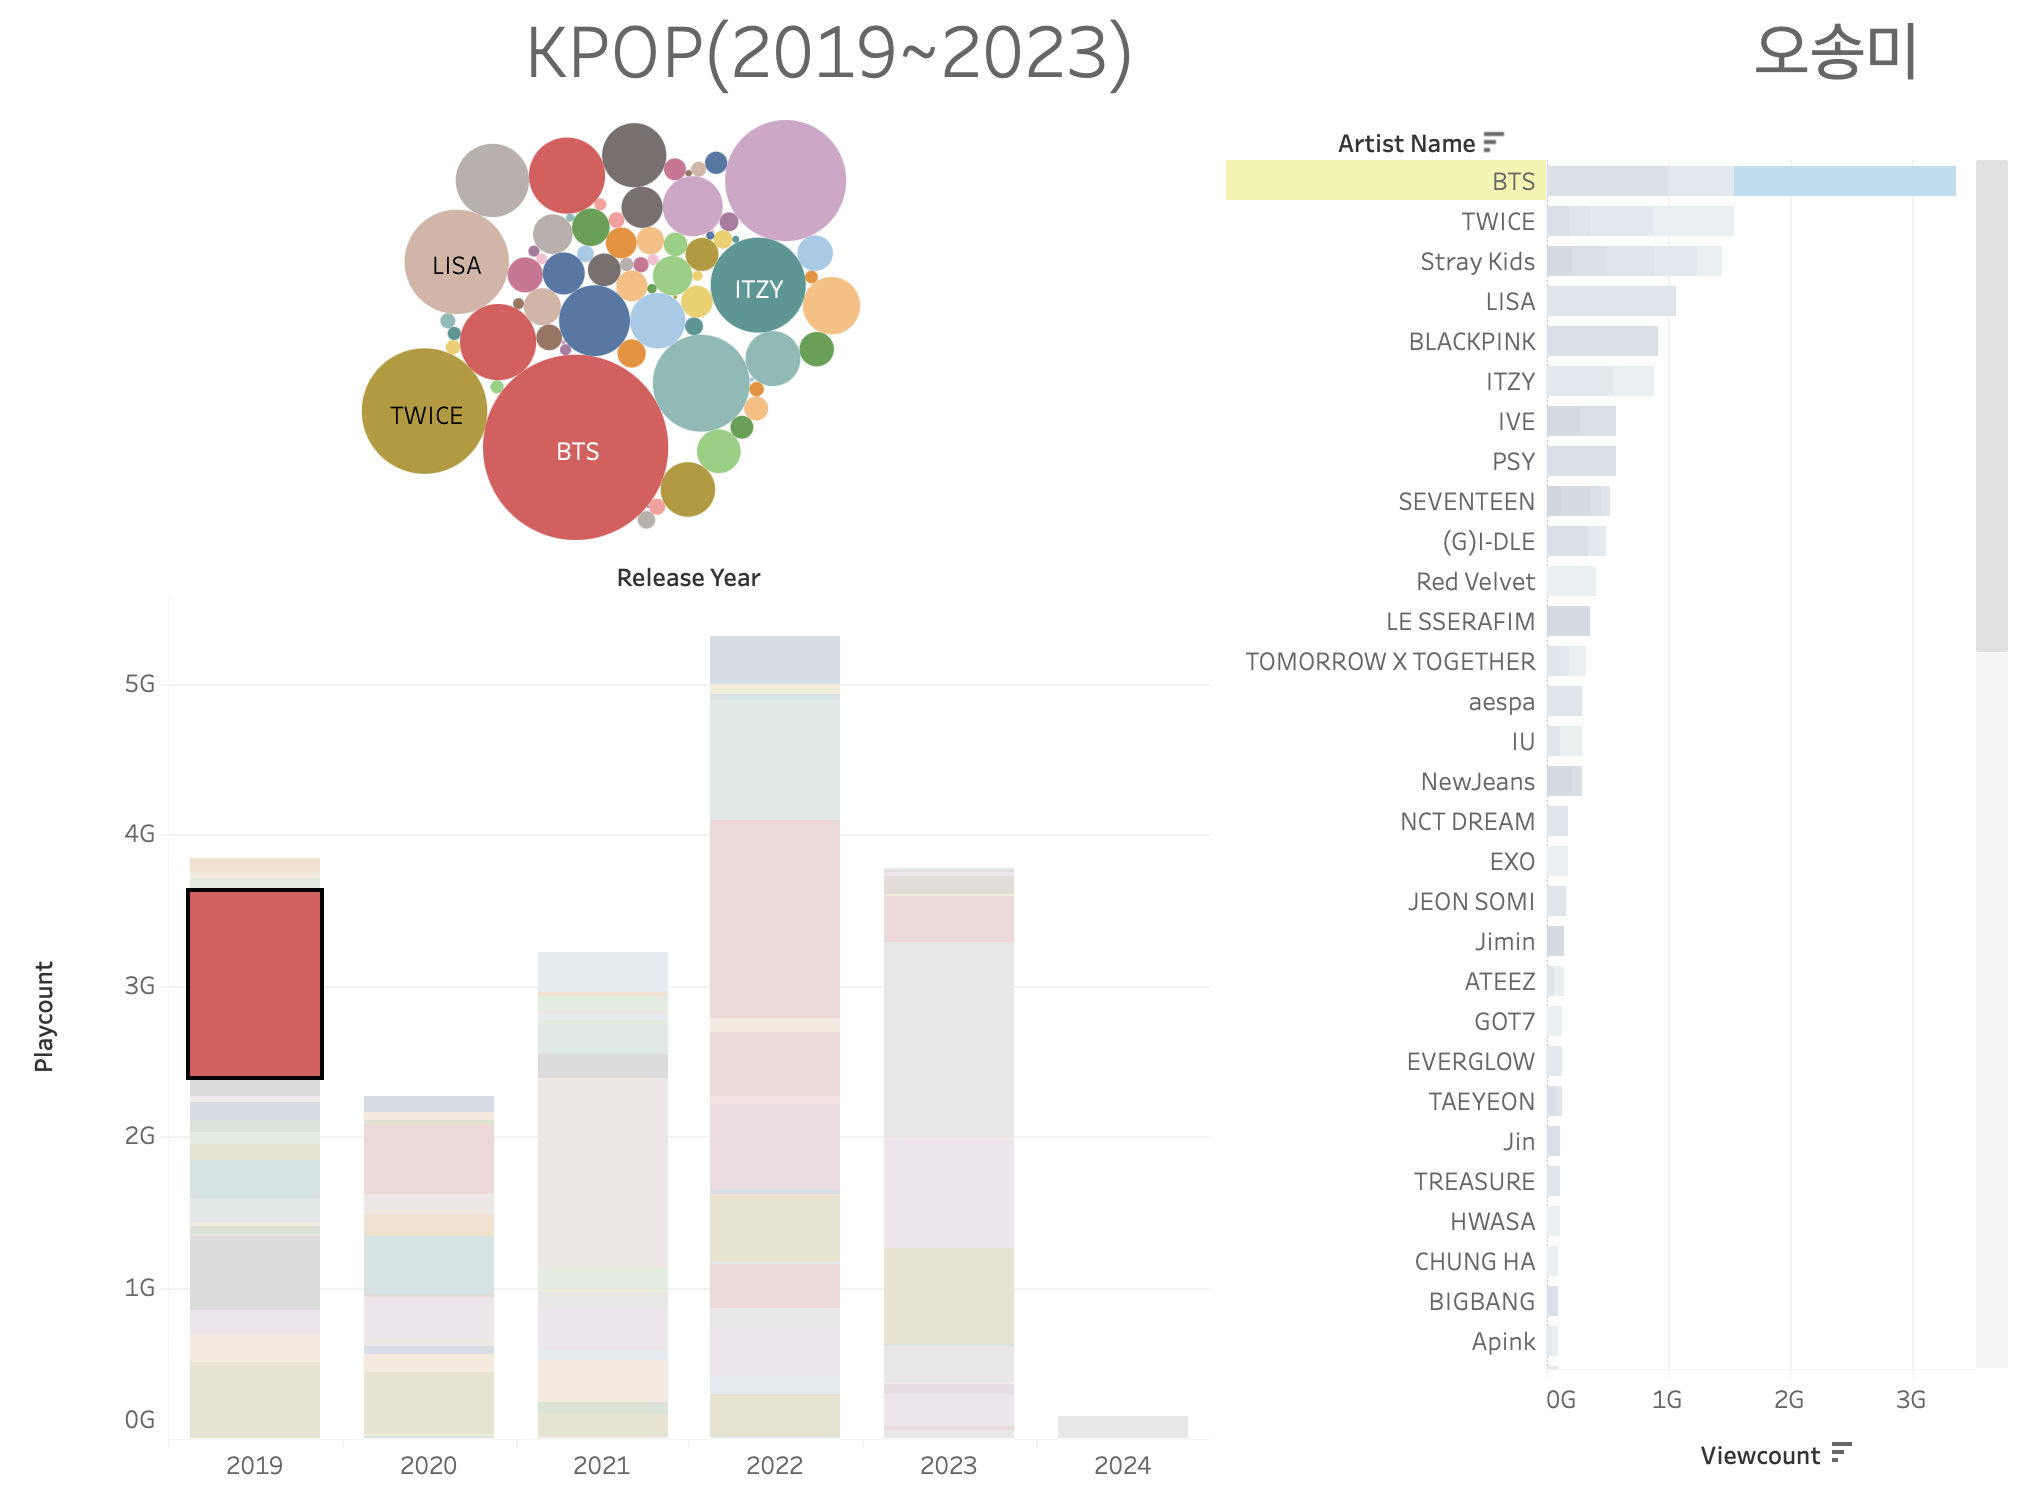 KPOP(2019~2023)
오송미
LISA
ITZY
TWICE
BTS
Release Year
5G
4G
3G
2G
1G
0G
Playcount
2019
2020
2021
2022
2023
2024
Artist Name
BTS
TWICE
Stray Kids
LISA
BLACKPINK
ITZY
IVE
PSY
SEVENTEEN
(G)I-DLE
Red Velvet
LE SSERAFIM
TOMORROW X TOGETHER
aespa
IU
NewJeans
NCT DREAM
EXO
JEON SOMI
Jimin
ATEEZ
GOT7
EVERGLOW
TAEYEON
Jin
TREASURE
HWASA
CHUNG HA
BIGBANG
Apink
0G
1G
2G
3G
Viewcount